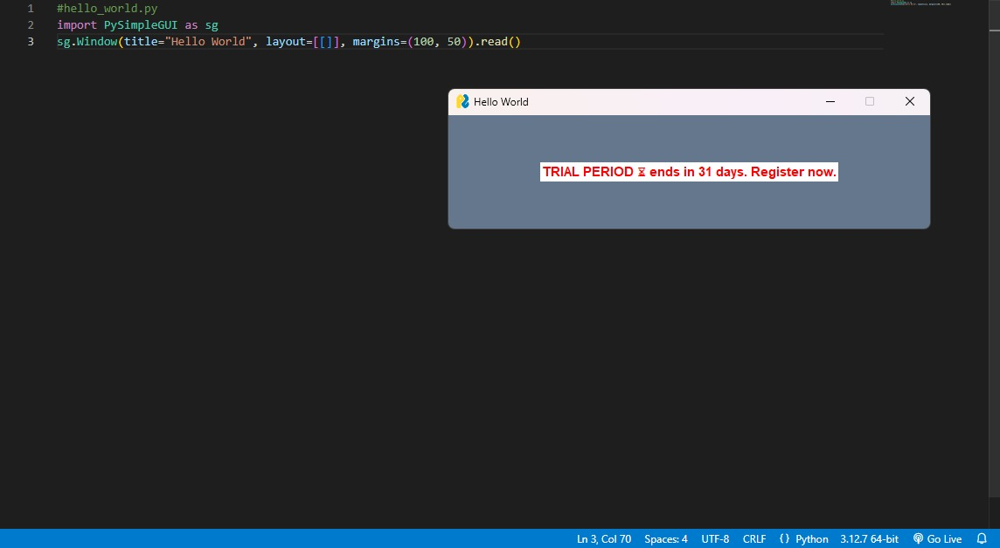 1 #hello_world.py
2 import PySimpleGUI as sg
3 sg.Window(title="Hello World", layout=[[]], margins=(100, 50)).read()
Hello World
TRIAL PERIOD ⏳ ends in 31 days. Register now.
Ln 3, Col 70 Spaces: 4 UTF-8 CRLF {} Python 3.12.7 64-bit Go Live